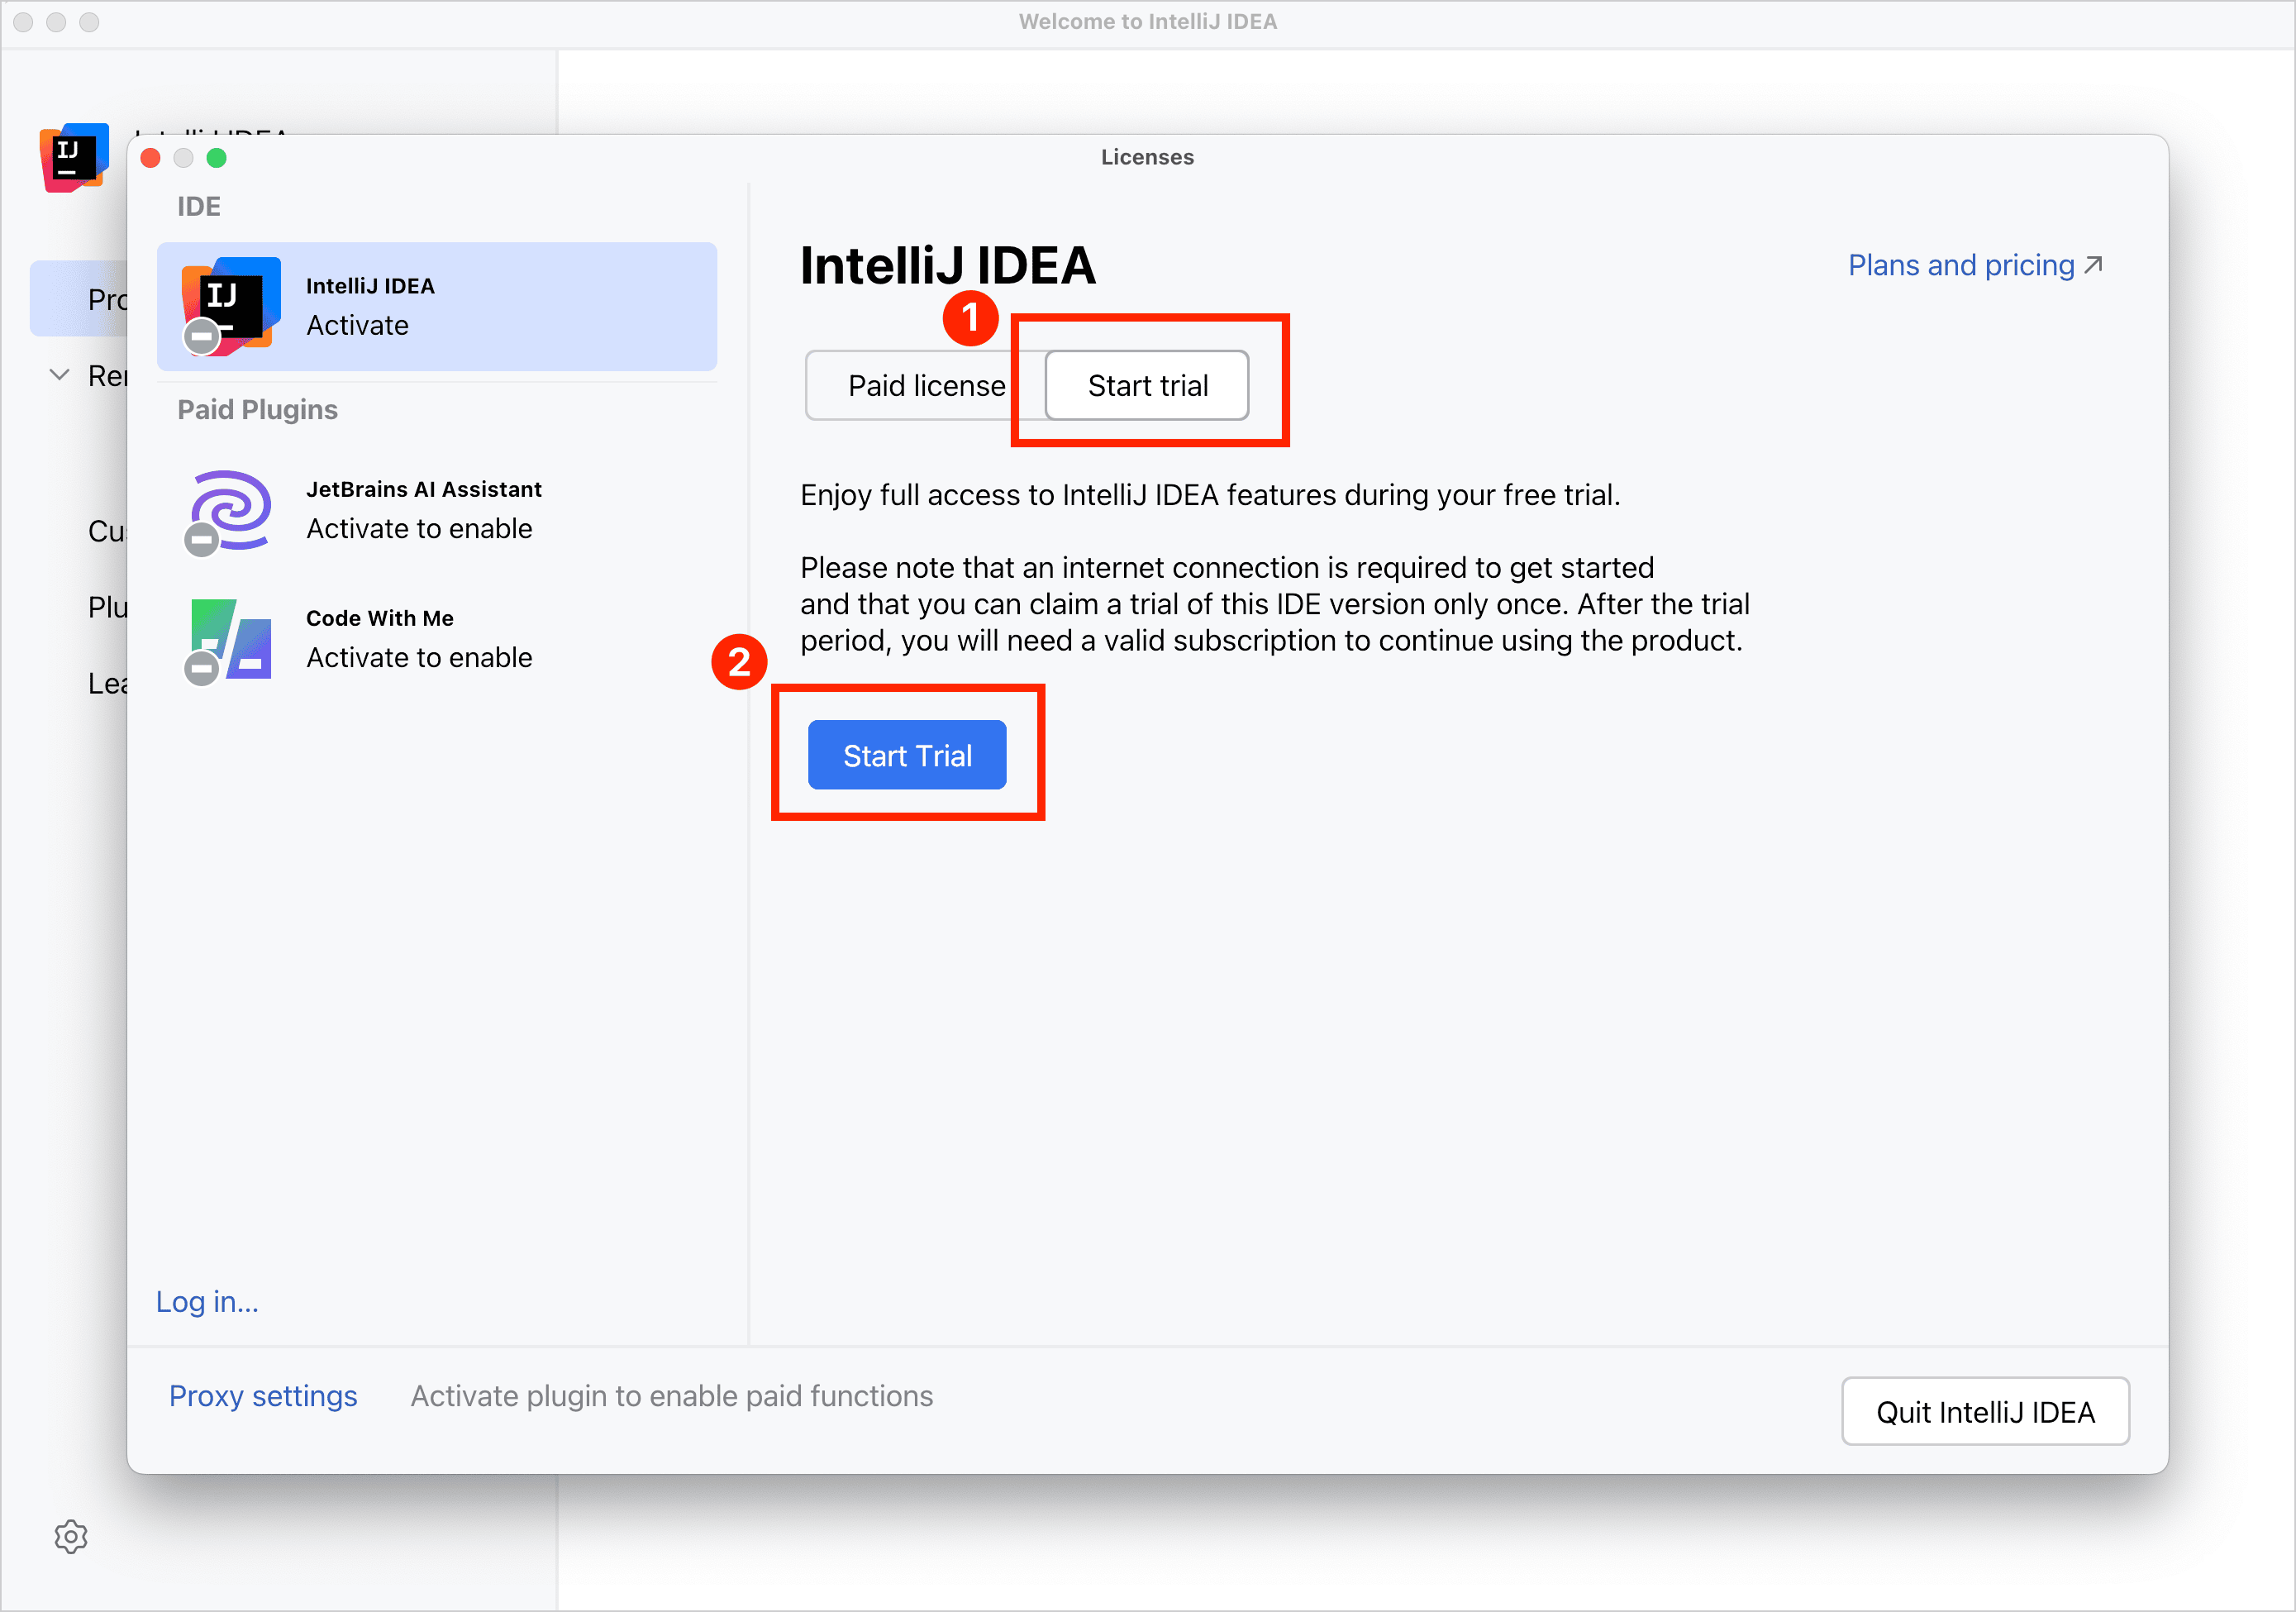 Welcome to IntelliJ IDEA
IJ
Licenses
IDE
IntelliJ IDEA
Activate
Paid Plugins
JetBrains AI Assistant
Activate to enable
Code With Me
Activate to enable
Log in...
IntelliJ IDEA
Plans and pricing
1
Paid license
Start trial
Enjoy full access to IntelliJ IDEA features during your free trial.
Please note that an internet connection is required to get started
and that you can claim a trial of this IDE version only once. After the trial
period, you will need a valid subscription to continue using the product.
2
Start Trial
Proxy settings
Activate plugin to enable paid functions
Quit IntelliJ IDEA